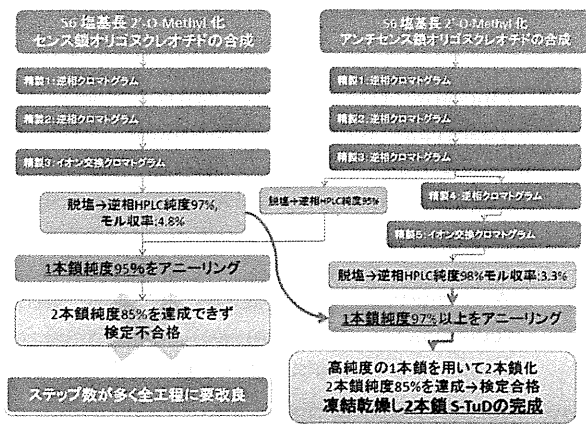 56 塩基長 2'-O-Methyl 化
センス鎖オリゴヌクレオチドの合成
精製1:逆相クロマトグラム
精製2:逆相クロマトグラム
精製3:イオン交換クロマトグラム
脱塩→逆相HPLC純度97%,
モル収率:4.8%
1本鎖純度95%をアニーリング
2本鎖純度85%を達成できず
検定不合格
ステップ数が多く全工程に要改良
56 塩基長 2'-O-Methyl 化
アンチセンス鎖オリゴヌクレオチドの合成
精製1:逆相クロマトグラム
精製2:逆相クロマトグラム
精製3:逆相クロマトグラム
脱塩→逆相HPLC純度95%
精製4:逆相クロマトグラム
精製5:イオン交換クロマトグラム
脱塩→逆相HPLC純度98%モル収率:3.3%
1本鎖純度97%以上をアニーリング
高純度の1本鎖を用いて2本鎖化
2本鎖純度85%を達成→検定合格
凍結乾燥し2本鎖 S-TuDの完成